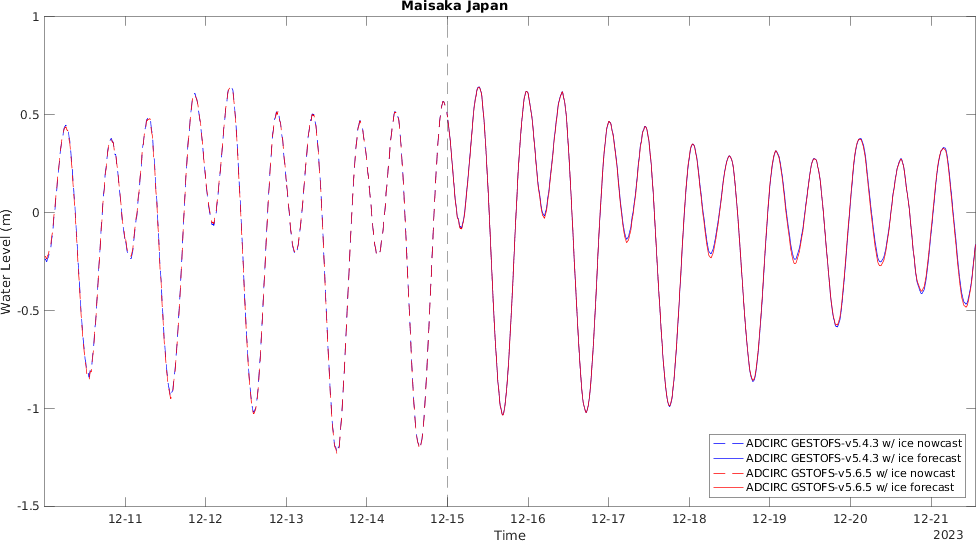 Maisaka Japan
1
0.5
0
-0.5
-1
-1.5
Water Level (m)
ADCIRC GESTOFS-v5.4.3 w/ ice nowcast
ADCIRC GESTOFS-v5.4.3 w/ ice forecast
ADCIRC GSTOFS-v5.6.5 w/ ice nowcast
ADCIRC GSTOFS-v5.6.5 w/ ice forecast
12-11 12-12 12-13 12-14 12-15 12-16 12-17 12-18 12-19 12-20 12-21
Time 2023